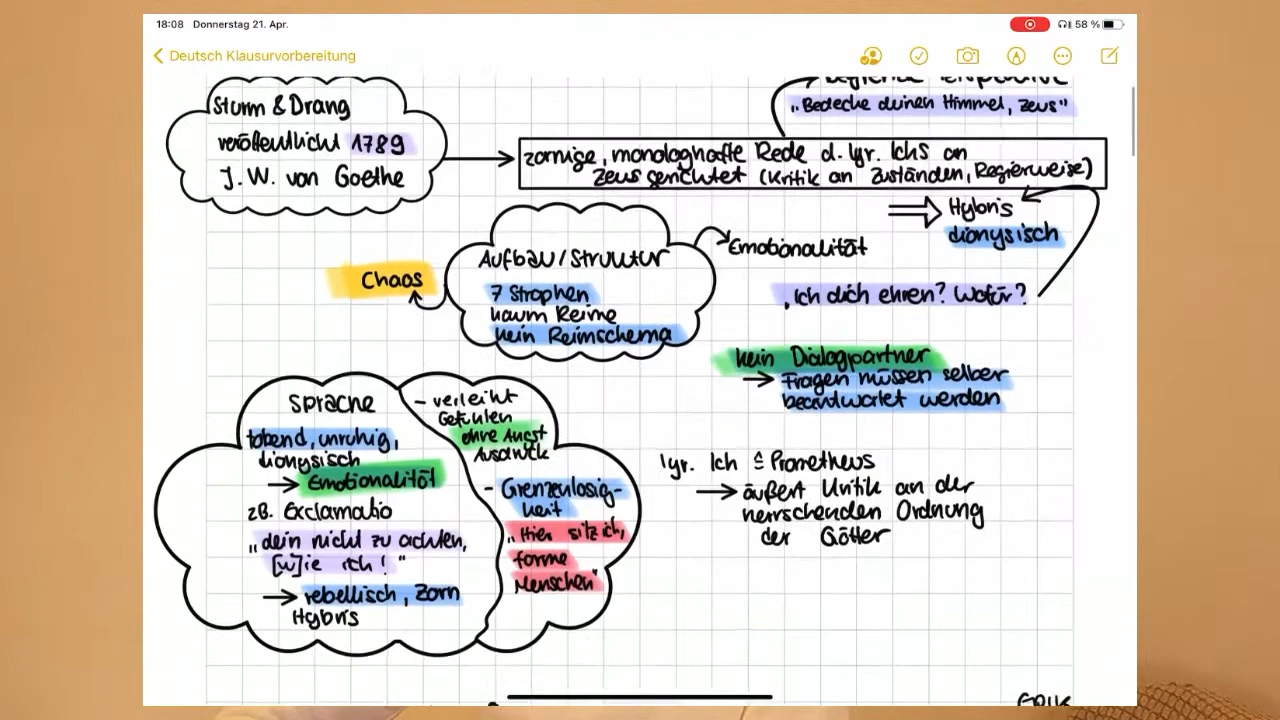 18:08 Donnerstag 21. Apr.
58 %
Deutsch Klausurvorbereitung
Sturm & Drang
veröffentlicht 1789
J. W. von Goethe
„Bedecke deinen Himmel, Zeus"
zornige, monologhafte Rede d. lyr. Ichs an
Zeus gerichtet (Kritik an Zuständen, Regierweise)
Hybris
dionysisch
Aufbau/Struktur
7 Strophen
kaum Reime
kein Reimschema
Chaos
Emotionalität
„Ich dich ehren? Wofür?
kein Dialogpartner
→ Fragen müssen selber
beantwortet werden
Sprache
tobend, unruhig,
dionysisch
→ Emotionalität
zB. Exclamatio
„dein nicht zu achten,
[w]ie ich!"
→ rebellisch, Zorn
Hybris
- verleiht
Gefühlen
ohne Angst
Ausdruck
- Grenzenlosig-
keit
„Hier sitz ich,
forme
Menschen"
lyr. Ich ≙ Prometheus
→ äußert Kritik an der
herrschenden Ordnung
der Götter